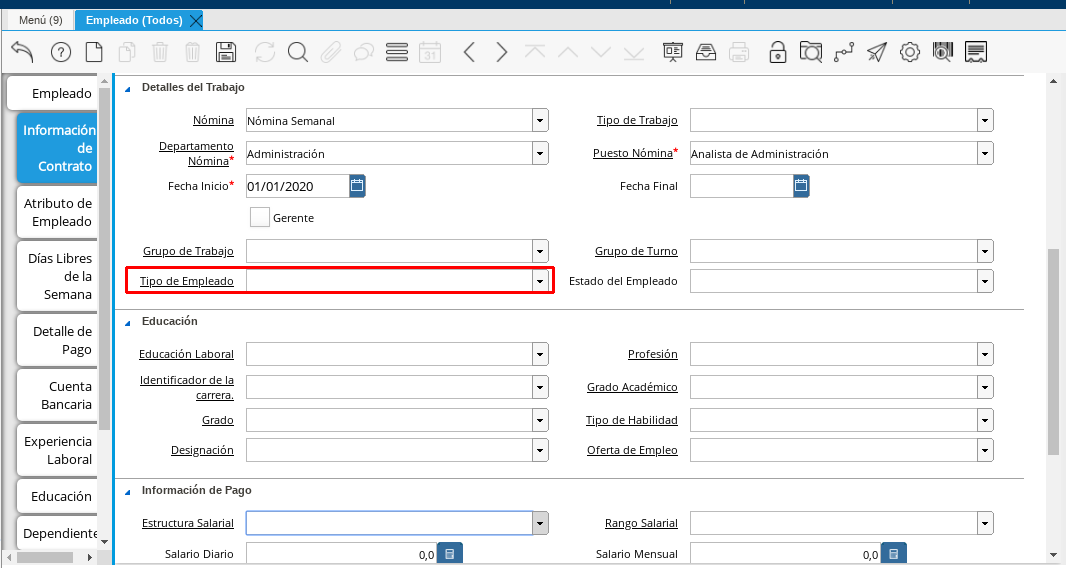 Menú (9)
Empleado (Todos)
31
Empleado
Información de Contrato
Atributo de Empleado
Días Libres de la Semana
Detalle de Pago
Cuenta Bancaria
Experiencia Laboral
Educación
Dependiente
Detalles del Trabajo
Nómina Nómina Semanal Tipo de Trabajo
Departamento Nómina* Administración Puesto Nómina* Analista de Administración
Fecha Inicio* 01/01/2020 Fecha Final
Gerente
Grupo de Trabajo Grupo de Turno
Tipo de Empleado Estado del Empleado
Educación
Educación Laboral Profesión
Identificador de la carrera. Grado Académico
Grado Tipo de Habilidad
Designación Oferta de Empleo
Información de Pago
Estructura Salarial Rango Salarial
Salario Diario 0,0 Salario Mensual 0,0